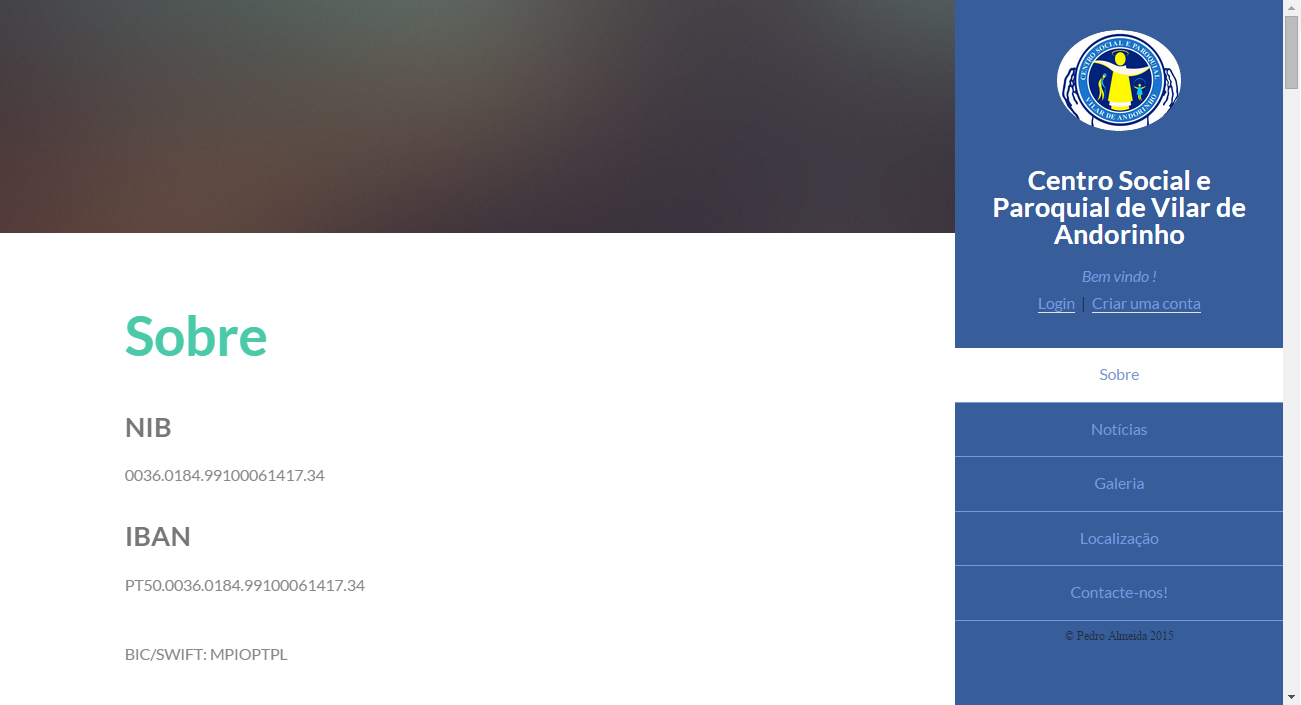 CENTRO SOCIAL E PAROQUIAL
VILAR DE ANDORINHO
Centro Social e
Paroquial de Vilar de
Andorinho
Bem vindo !
Login | Criar uma conta
Sobre
Notícias
Galeria
Localização
Contacte-nos!
© Pedro Almeida 2015
Sobre
NIB
0036.0184.99100061417.34
IBAN
PT50.0036.0184.99100061417.34
BIC/SWIFT: MPIOPTPL